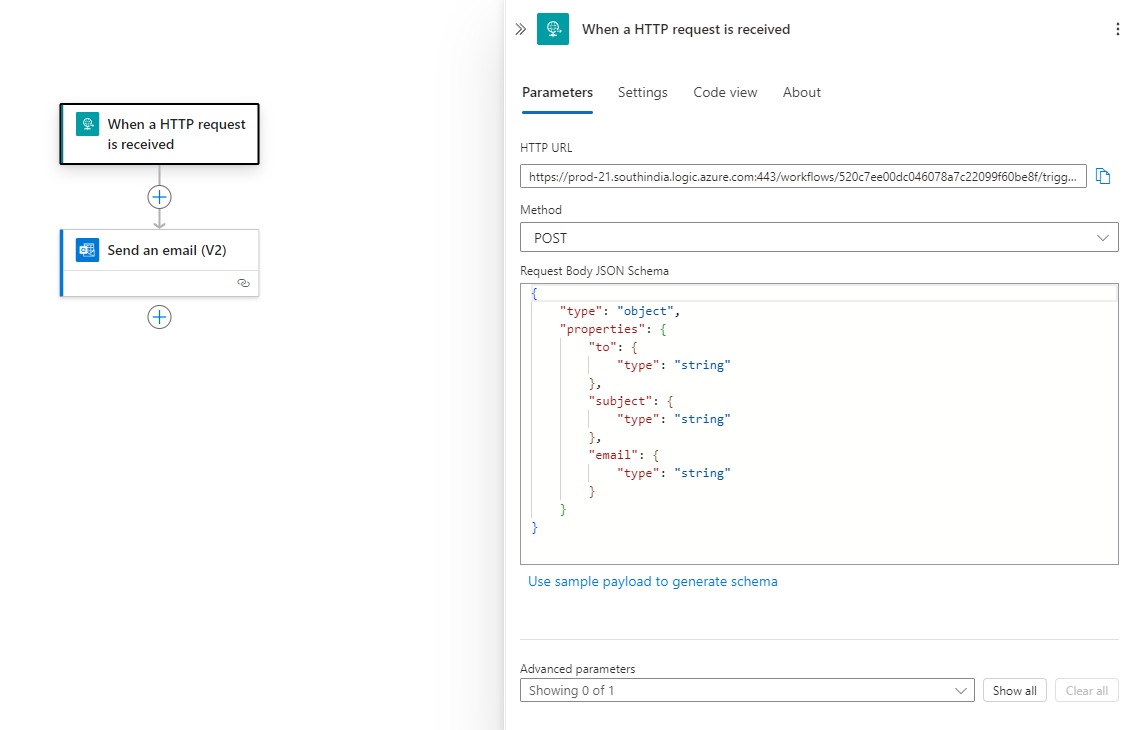 When a HTTP request
is received
Send an email (V2)
When a HTTP request is received
Parameters Settings Code view About
HTTP URL
https://prod-21.southindia.logic.azure.com:443/workflows/520c7ee00dc046078a7c22099f60be8f/trigg...
Method
POST
Request Body JSON Schema
{
    "type": "object",
    "properties": {
        "to": {
            "type": "string"
        },
        "subject": {
            "type": "string"
        },
        "email": {
            "type": "string"
        }
    }
}
Use sample payload to generate schema
Advanced parameters
Showing 0 of 1 Show all Clear all